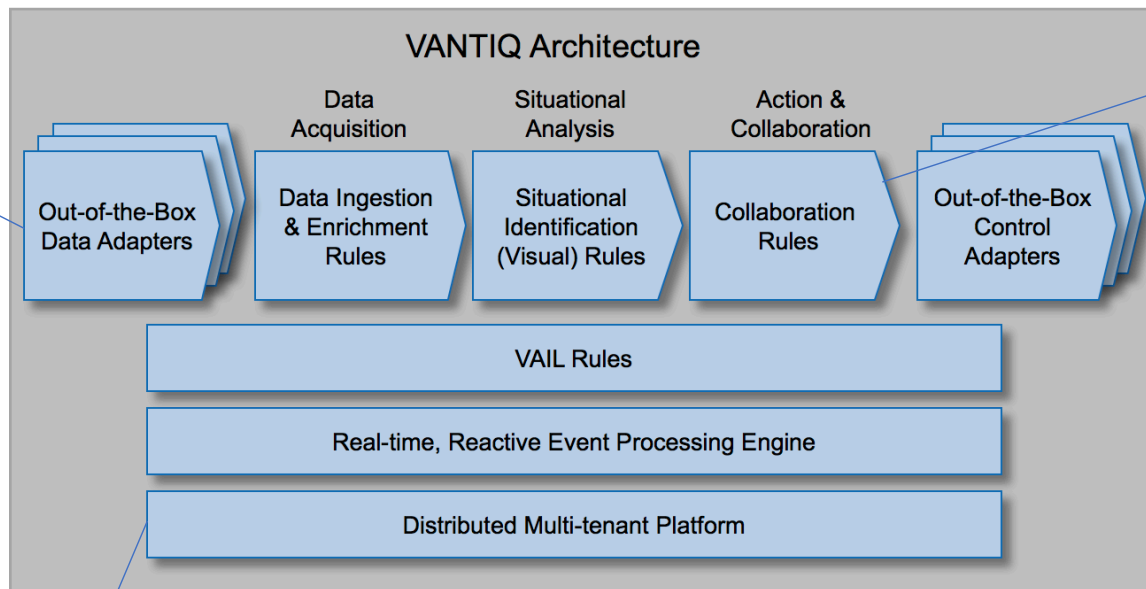 VANTIQ Architecture
Data
Acquisition
Situational
Analysis
Action &
Collaboration
Out-of-the-Box
Data Adapters
Data Ingestion
& Enrichment
Rules
Situational
Identification
(Visual) Rules
Collaboration
Rules
Out-of-the-Box
Control
Adapters
VAIL Rules
Real-time, Reactive Event Processing Engine
Distributed Multi-tenant Platform